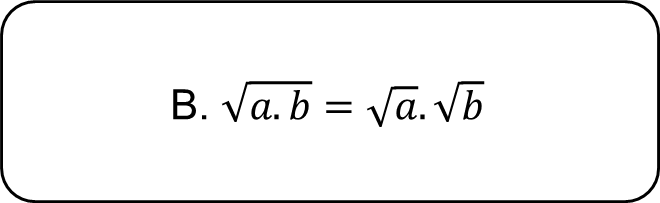 B. √a.b = √a.√b